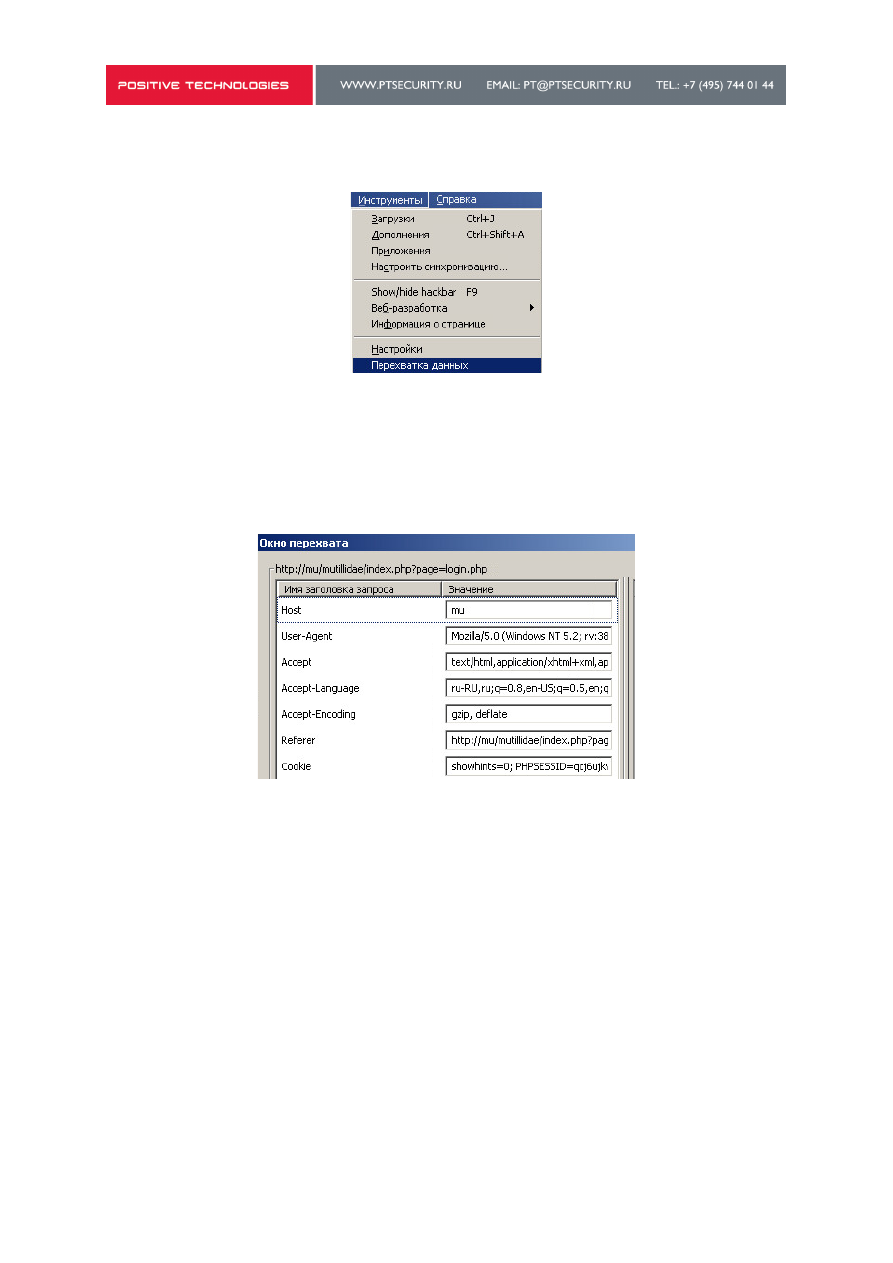 POSITIVE TECHNOLOGIES WWW.PTSECURITY.RU EMAIL: PT@PTSECURITY.RU TEL.: +7 (495) 744 01 44
Инструменты Справка
Загрузки Ctrl+J
Дополнения Ctrl+Shift+A
Приложения
Настроить синхронизацию...
Show/hide hackbar F9
Веб-разработка
Информация о странице
Настройки
Перехватка данных
Окно перехвата
http://mu/mutillidae/index.php?page=login.php
Имя заголовка запроса Значение
Host mu
User-Agent Mozilla/5.0 (Windows NT 5.2; rv:38
Accept text/html,application/xhtml+xml,ap
Accept-Language ru-RU,ru;q=0.8,en-US;q=0.5,en;q
Accept-Encoding gzip, deflate
Referer http://mu/mutillidae/index.php?pag
Cookie showhints=0; PHPSESSID=qcj6ujk